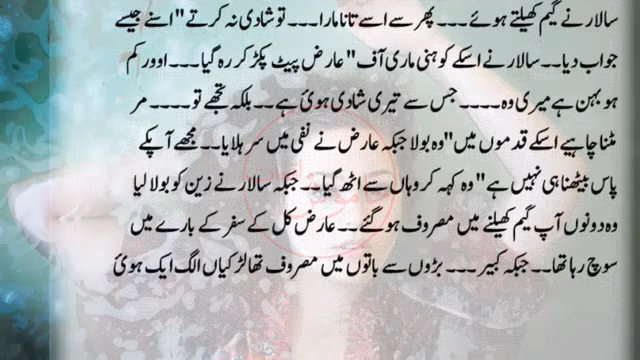 سالار نے گیم کھیلتے ہوئے ۔۔۔ پھر سے اسے تانا مارا ۔۔۔ تو شادی نہ کرتے" اسنے جیسے
جواب دیا ۔۔ سالار نے اسکے کوہنی ماری آف" عارض پیٹ پکڑ کر رہ گیا ۔۔۔ اوور کم
ہو بہن ہے میری وہ ۔۔۔۔ جس سے تیری شادی ہوئ ہے ۔۔ بلکہ تجھے تو ۔۔۔۔ مر
مٹنا چاہیے اسکے قدموں میں" وہ بولا جبکہ عارض نے نفی میں سر ہلایا ۔۔ مجھے آپکے
پاس بیٹھنا ہی نہیں ہے" وہ کہہ کر وہاں سے اٹھ گیا ۔۔ جبکہ سالار نے زین کو بولا لیا
وہ دونوں آپ گیم کھیلنے میں مصروف ہو گئے ۔۔ عارض کل کے سفر کے بارے میں
سوچ رہا تھا ۔۔ جبکہ کبیر ۔۔۔ بڑوں سے باتوں میں مصروف تھا لڑکیاں الگ ایک ہوئ